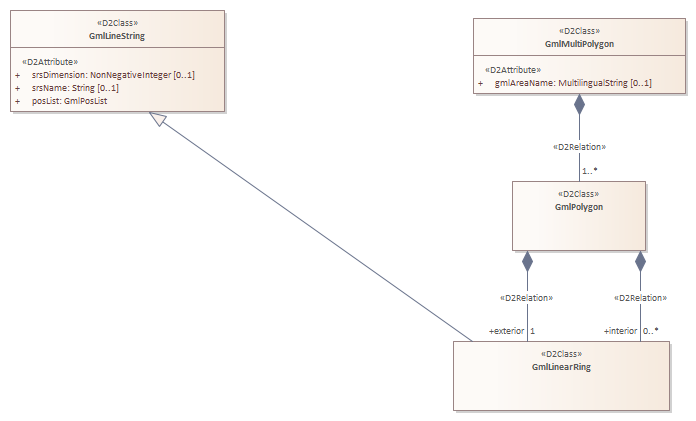 «D2Class»
GmlLineString
«D2Attribute»
+ srsDimension: NonNegativeInteger [0..1]
+ srsName: String [0..1]
+ posList: GmlPosList
«D2Class»
GmlMultiPolygon
«D2Attribute»
+ gmlAreaName: MultilingualString [0..1]
«D2Relation»
1..*
«D2Class»
GmlPolygon
«D2Relation»
«D2Relation»
+exterior 1
+interior 0..*
«D2Class»
GmlLinearRing